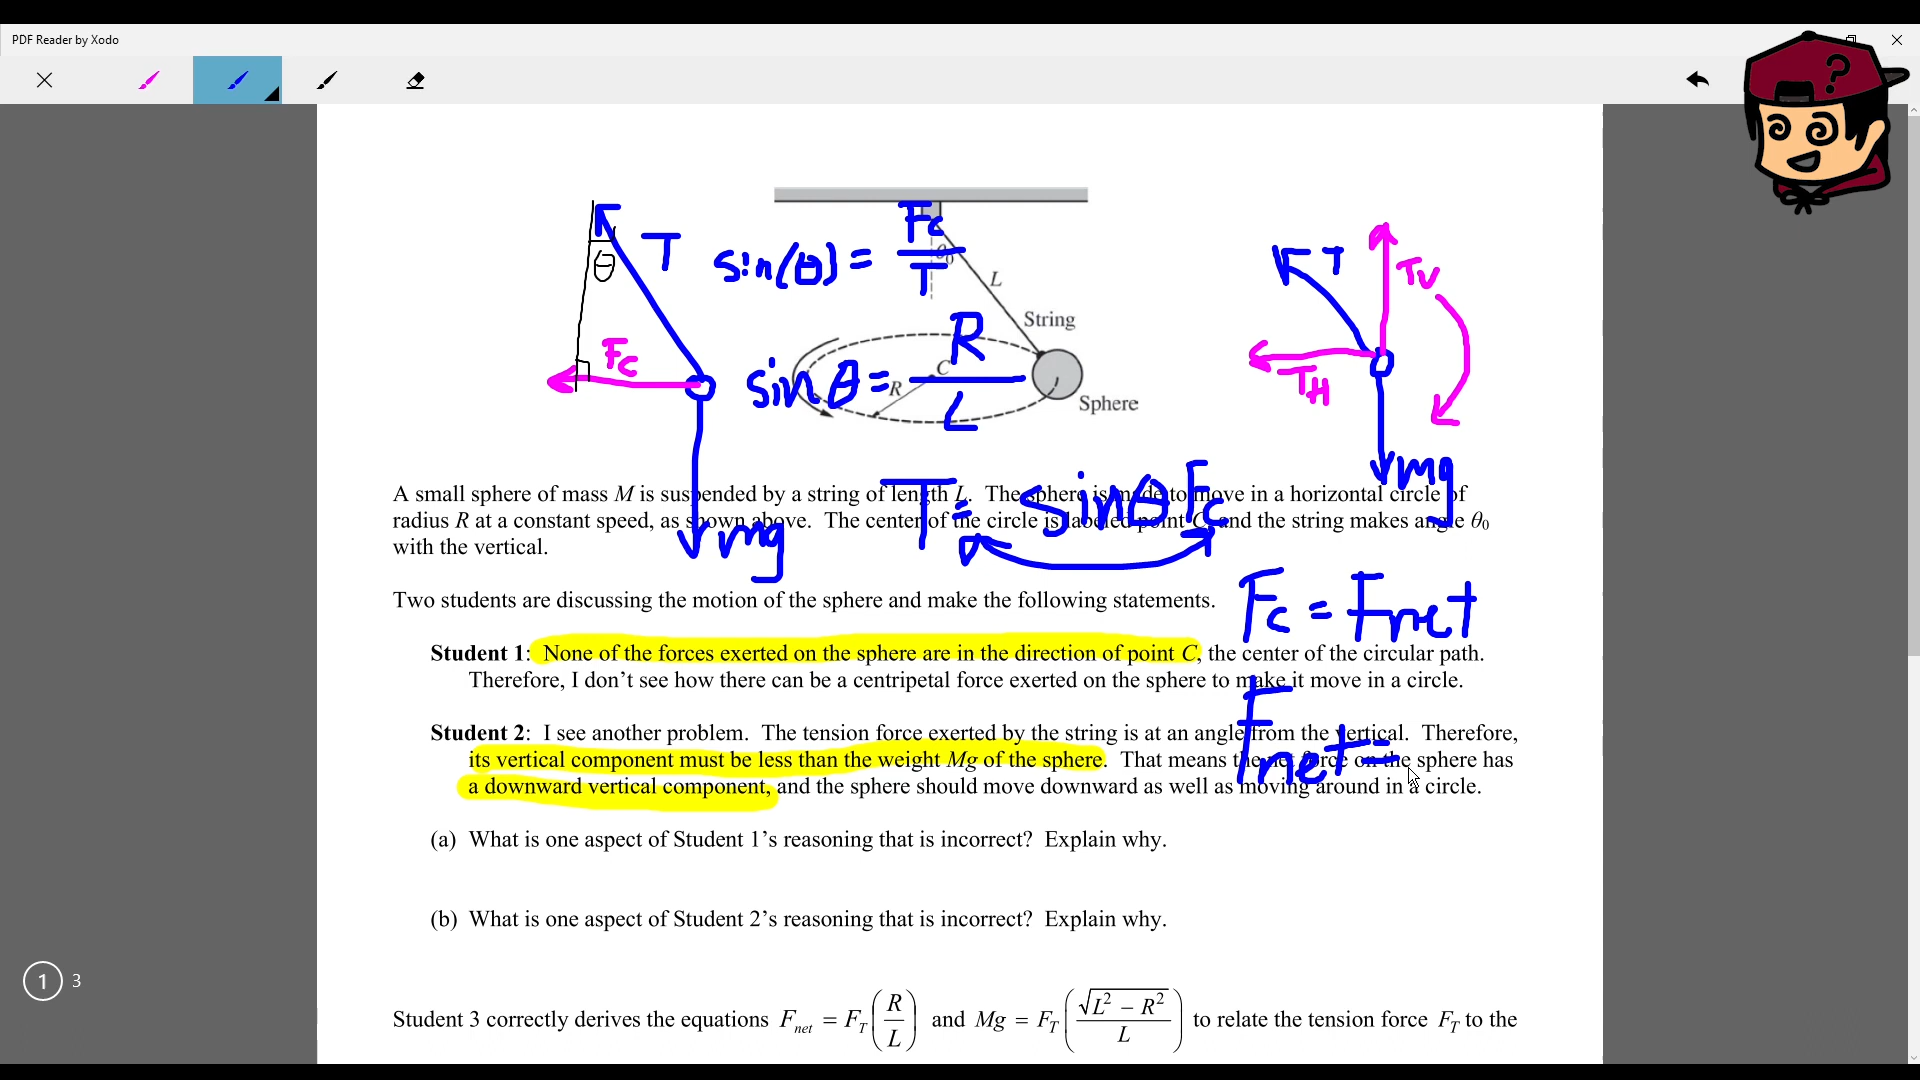 PDF Reader by Xodo
?
θ
T
Fc
mg
sin(θ) = Fc / T
θ0
L
String
sinθ = R / L
C
R
Sphere
T
TV
TH
mg
A small sphere of mass M is suspended by a string of length L. The sphere is made to move in a horizontal circle of
radius R at a constant speed, as shown above. The center of the circle is labeled point C, and the string makes angle θ0
with the vertical.
T = sinθ Fc
Two students are discussing the motion of the sphere and make the following statements.
Fc = Fnet
Student 1: None of the forces exerted on the sphere are in the direction of point C, the center of the circular path.
Therefore, I don’t see how there can be a centripetal force exerted on the sphere to make it move in a circle.
Fnet =
Student 2: I see another problem. The tension force exerted by the string is at an angle from the vertical. Therefore,
its vertical component must be less than the weight Mg of the sphere. That means the net force on the sphere has
a downward vertical component, and the sphere should move downward as well as moving around in a circle.
(a) What is one aspect of Student 1’s reasoning that is incorrect? Explain why.
(b) What is one aspect of Student 2’s reasoning that is incorrect? Explain why.
1 3
Student 3 correctly derives the equations Fnet = FT(R/L) and Mg = FT(√(L² − R²)/L) to relate the tension force FT to the